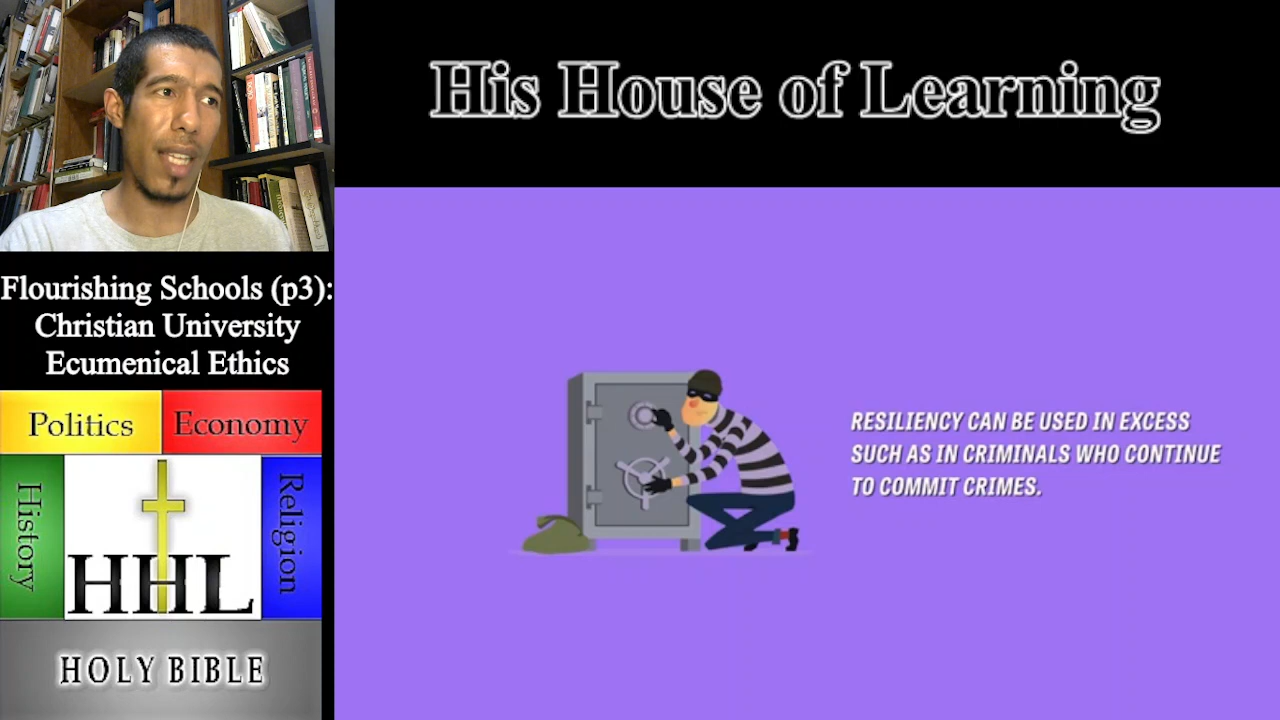 His House of Learning
Flourishing Schools (p3):
Christian University
Ecumenical Ethics
Politics
Economy
History
HHL
Religion
HOLY BIBLE
RESILIENCY CAN BE USED IN EXCESS
SUCH AS IN CRIMINALS WHO CONTINUE
TO COMMIT CRIMES.